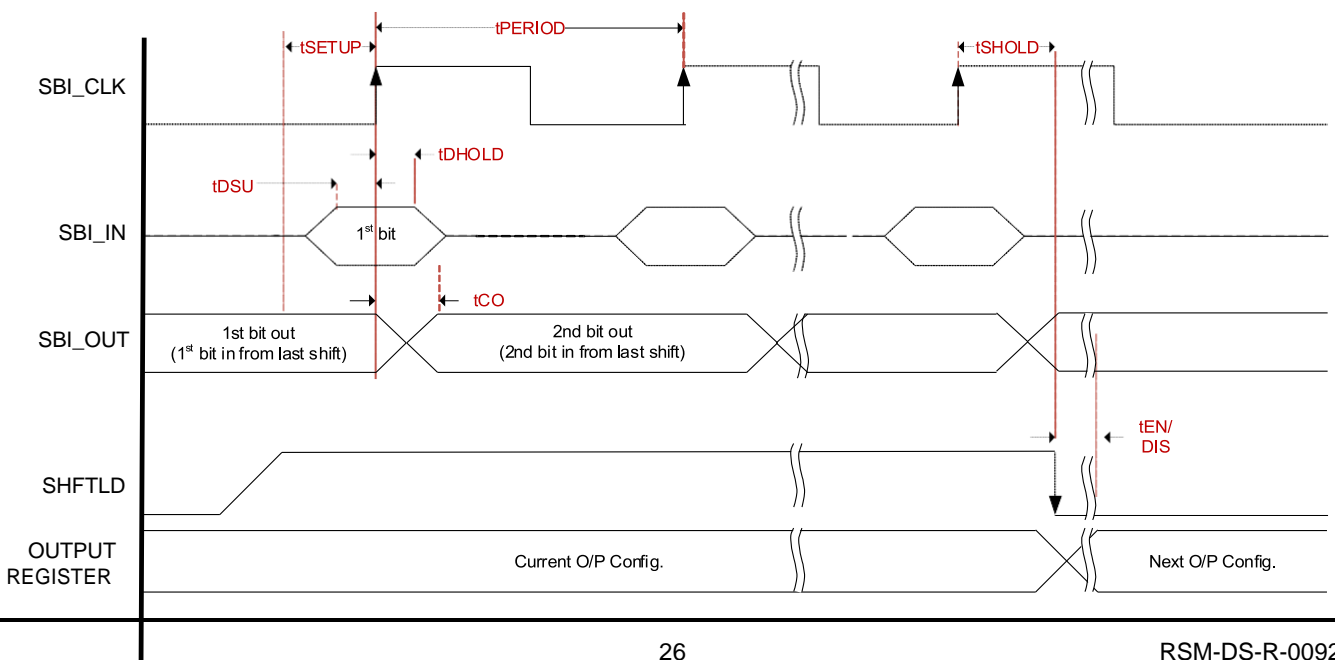 tPERIOD
tSETUP
tSHOLD
SBI_CLK
tDHOLD
tDSU
SBI_IN
1st bit
tCO
SBI_OUT
1st bit out
(1st bit in from last shift)
2nd bit out
(2nd bit in from last shift)
tEN/
DIS
SHFTLD
OUTPUT
REGISTER
Current O/P Config.
Next O/P Config.
26
RSM-DS-R-0092